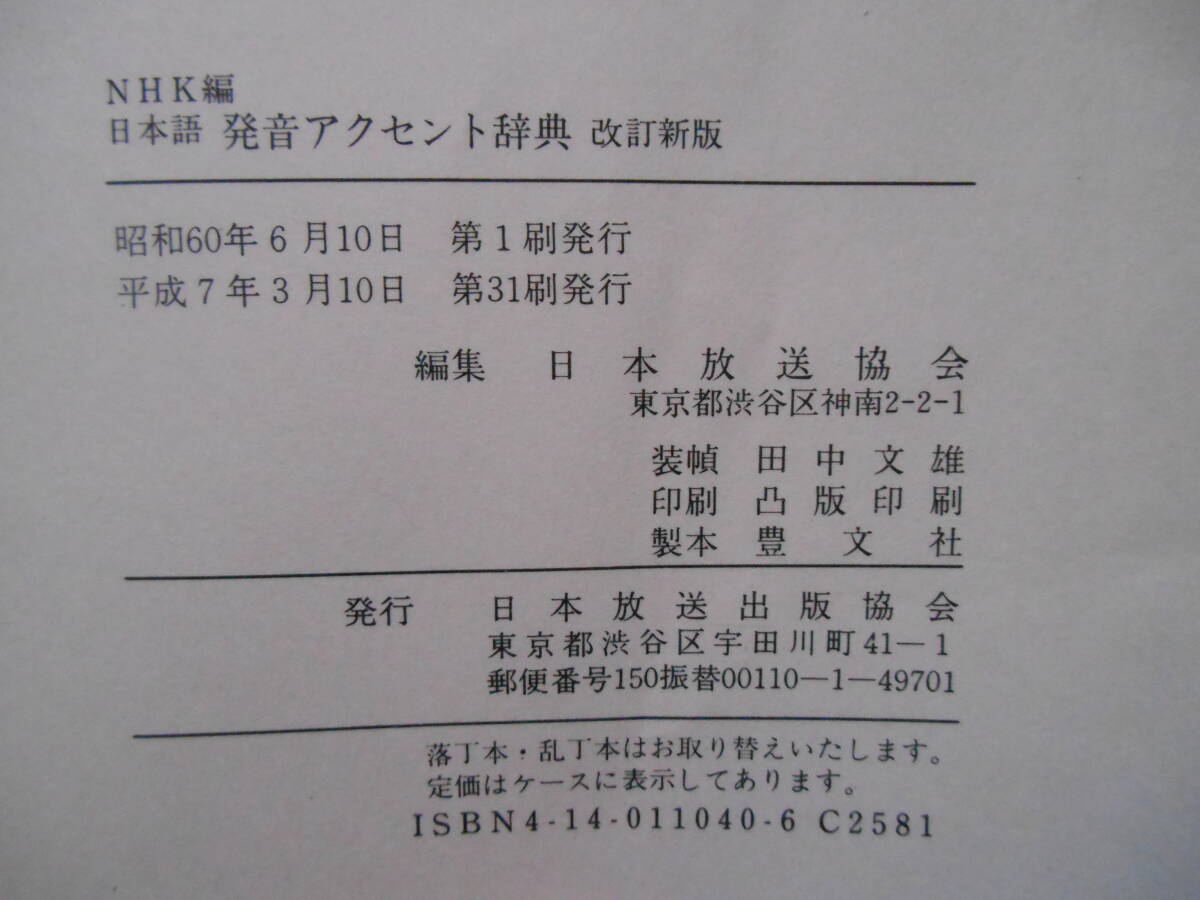 NHK編
日本語 発音アクセント辞典 改訂新版
昭和60年6月10日 第1刷発行
平成7年3月10日 第31刷発行
編集 日本放送協会
東京都渋谷区神南2-2-1
装幀 田中文雄
印刷 凸版印刷
製本 豊文社
発行 日本放送出版協会
東京都渋谷区宇田川町41―1
郵便番号150振替00110―1―49701
落丁本・乱丁本はお取り替えいたします。
定価はケースに表示してあります。
ISBN4-14-011040-6 C2581